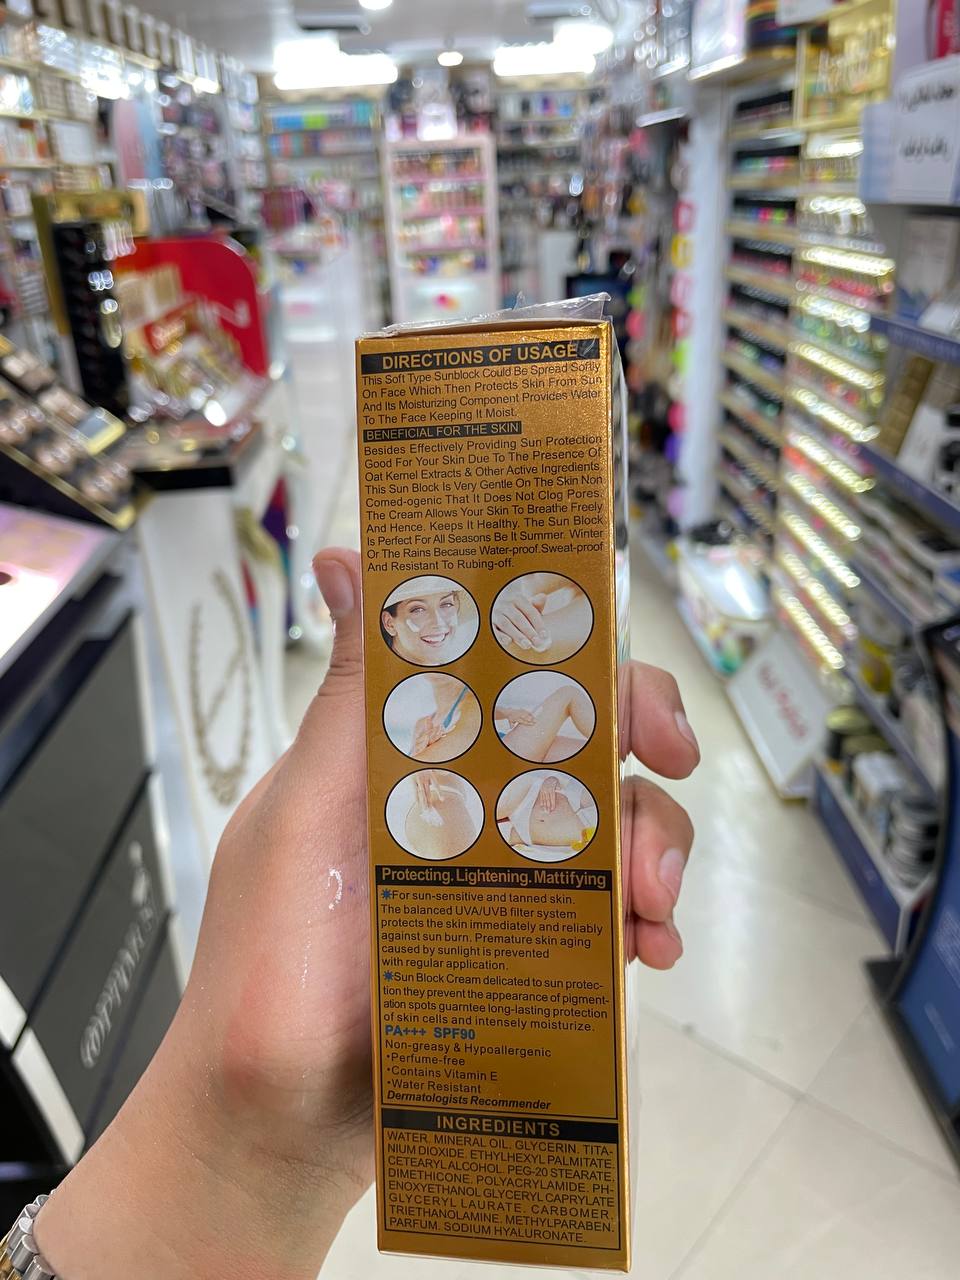 DIRECTIONS OF USAGE
This Soft Type Sunblock Could Be Spread Softly
On Face Which Then Protects Skin From Sun
And Its Moisturizing Component Provides Water
To The Face Keeping It Moist.
BENEFICIAL FOR THE SKIN
Besides Effectively Providing Sun Protection
Good For Your Skin Due To The Presence Of
Oat Kernel Extracts & Other Active Ingredients.
This Sun Block Is Very Gentle On The Skin Non
Comed-ogenic That It Does Not Clog Pores.
The Cream Allows Your Skin To Breathe Freely
And Hence. Keeps It Healthy. The Sun Block
Is Perfect For All Seasons Be It Summer. Winter
Or The Rains Because Water-proof.Sweat-proof
And Resistant To Rubing-off.
Protecting. Lightening. Mattifying
For sun-sensitive and tanned skin.
The balanced UVA/UVB filter system
protects the skin immediately and reliably
against sun burn. Premature skin aging
caused by sunlight is prevented
with regular application.
Sun Block Cream delicated to sun protec-
tion they prevent the appearance of pigment-
ation spots guarntee long-lasting protection
of skin cells and intensely moisturize.
PA+++ SPF90
Non-greasy & Hypoallergenic
•Perfume-free
•Contains Vitamin E
•Water Resistant
Dermatologists Recommender
INGREDIENTS
WATER. MINERAL OIL. GLYCERIN. TITA-
NIUM DIOXIDE. ETHYLHEXYL PALMITATE.
CETEARYL ALCOHOL. PEG-20 STEARATE.
DIMETHICONE. POLYACRYLAMIDE. PH-
ENOXYETHANOL GLYCERYL CAPRYLATE
GLYCERYL LAURATE. CARBOMER.
TRIETHANOLAMINE. METHYLPARABEN.
PARFUM. SODIUM HYALURONATE.